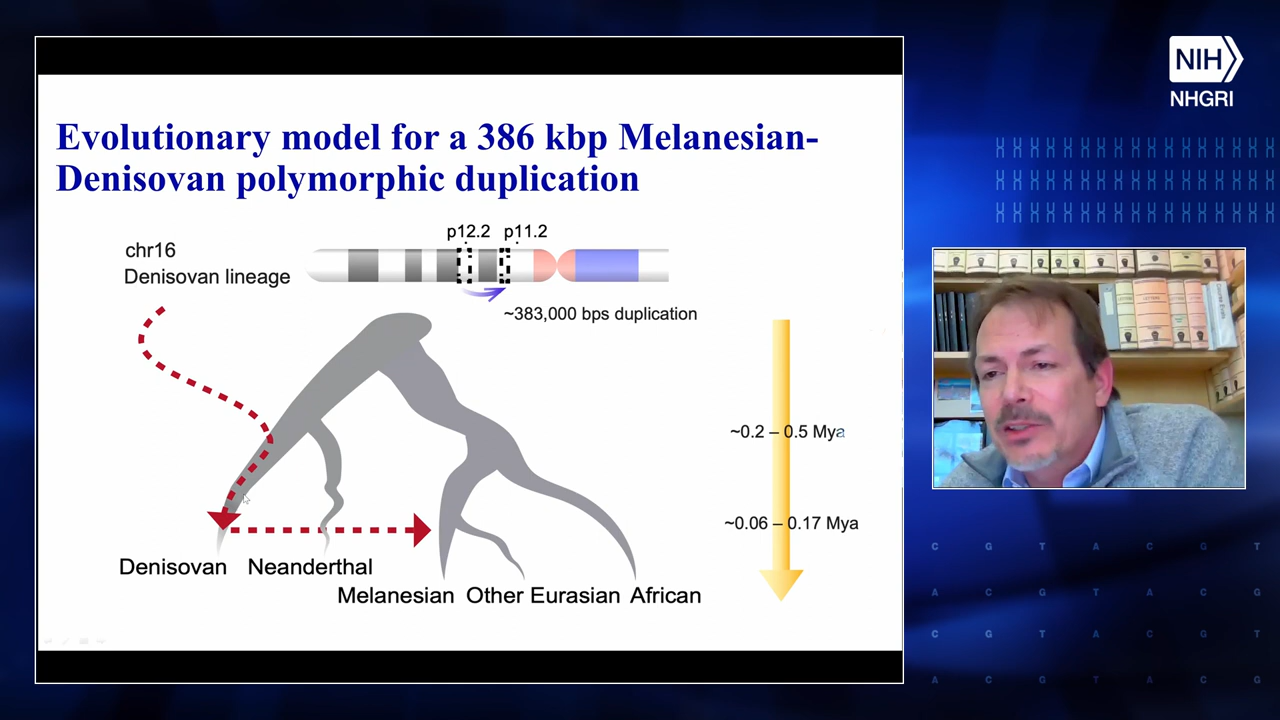 NIH
NHGRI
Evolutionary model for a 386 kbp Melanesian-
Denisovan polymorphic duplication
p12.2 p11.2
chr16
Denisovan lineage
~383,000 bps duplication
~0.2 – 0.5 Mya
~0.06 – 0.17 Mya
Denisovan Neanderthal
Melanesian Other Eurasian African
C G T A C G T
A C G T A C G
C G T A C G T
A C G T A C G
LETTERS
LETTERS